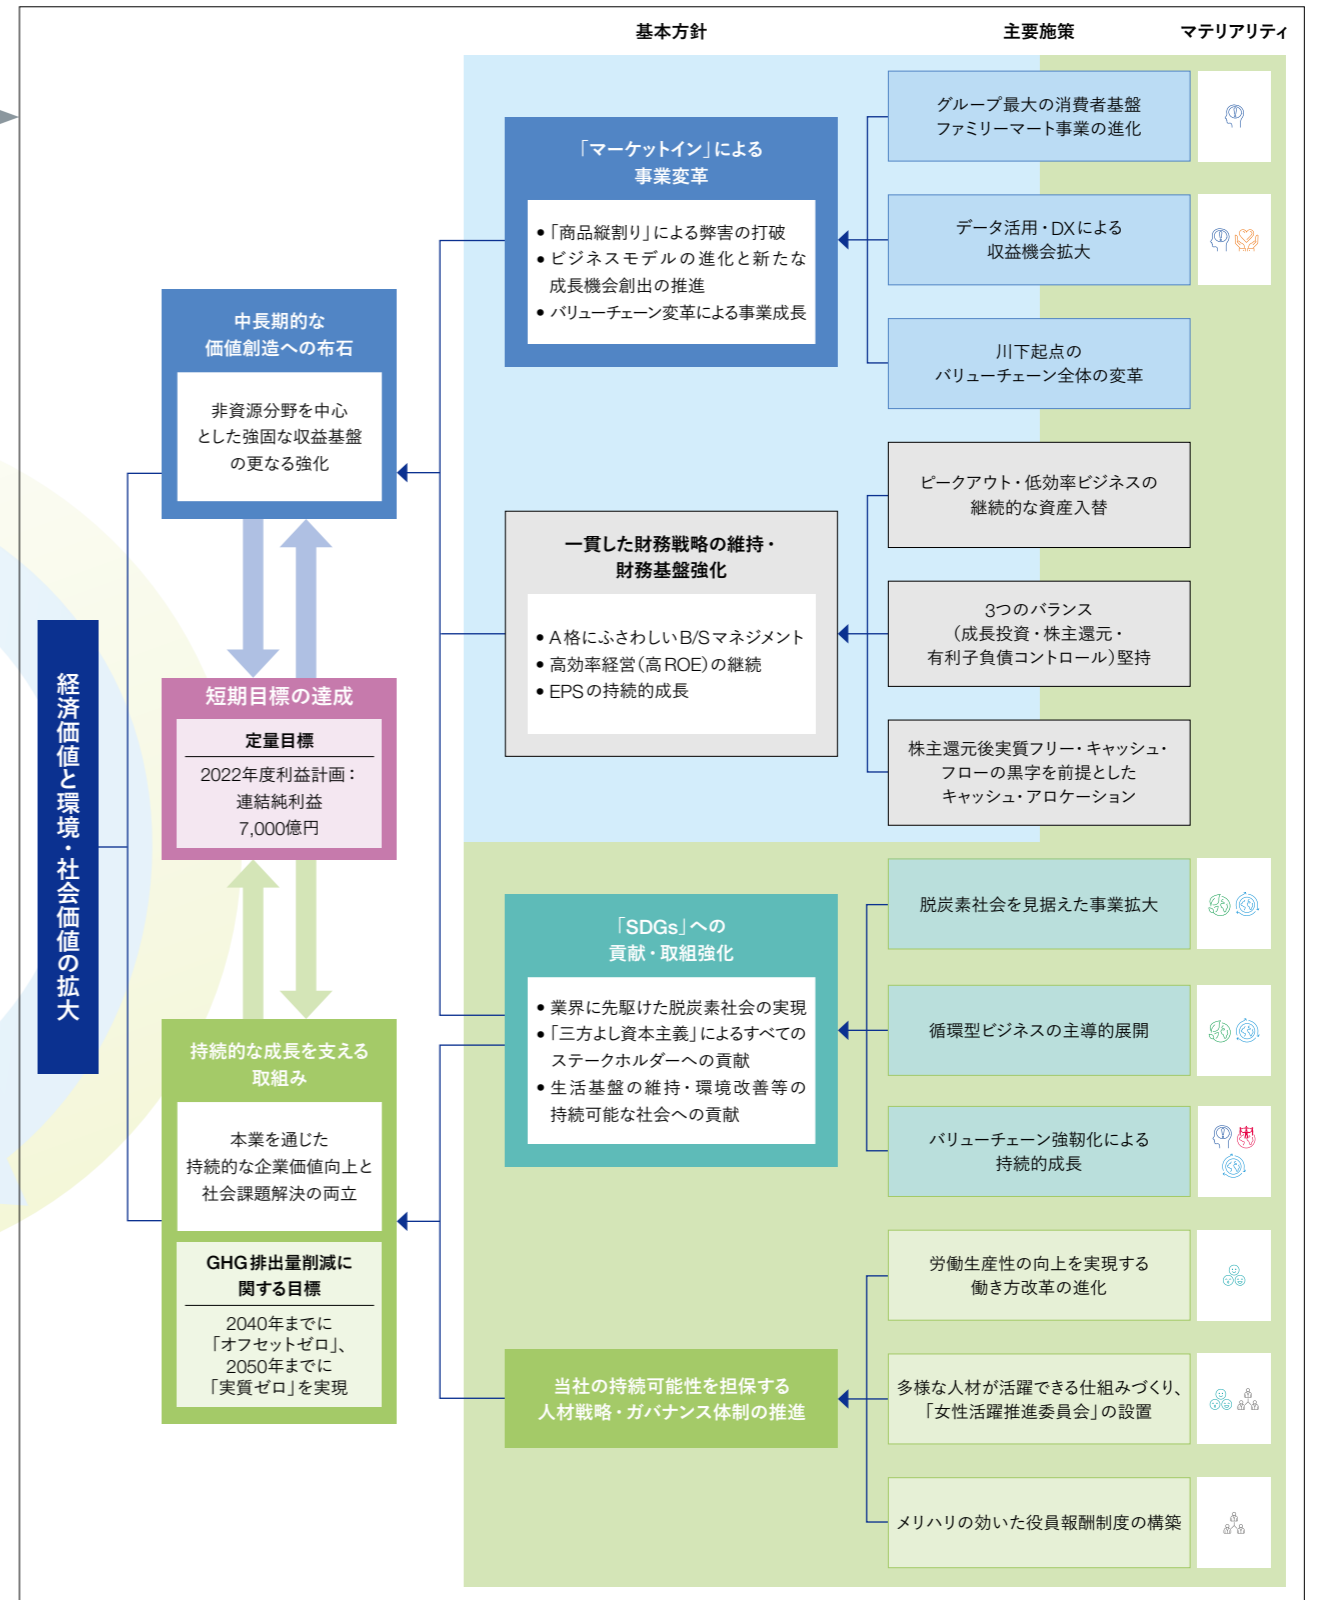 基本方針
主要施策
マテリアリティ
経済価値と環境・社会価値の拡大
中長期的な
価値創造への布石
非資源分野を中心
とした強固な収益基盤
の更なる強化
短期目標の達成
定量目標
2022年度利益計画：
連結純利益
7,000億円
持続的な成長を支える
取組み
本業を通じた
持続的な企業価値向上と
社会課題解決の両立
GHG排出量削減に
関する目標
2040年までに
「オフセットゼロ」、
2050年までに
「実質ゼロ」を実現
「マーケットイン」による
事業変革
•「商品縦割り」による弊害の打破
•ビジネスモデルの進化と新たな
成長機会創出の推進
•バリューチェーン変革による事業成長
グループ最大の消費者基盤
ファミリーマート事業の進化
データ活用・DXによる
収益機会拡大
川下起点の
バリューチェーン全体の変革
一貫した財務戦略の維持・
財務基盤強化
•A格にふさわしいB/Sマネジメント
•高効率経営（高ROE）の継続
•EPSの持続的成長
ピークアウト・低効率ビジネスの
継続的な資産入替
3つのバランス
（成長投資・株主還元・
有利子負債コントロール）堅持
株主還元後実質フリー・キャッシュ・
フローの黒字を前提とした
キャッシュ・アロケーション
「SDGs」への
貢献・取組強化
•業界に先駆けた脱炭素社会の実現
•「三方よし資本主義」によるすべての
ステークホルダーへの貢献
•生活基盤の維持・環境改善等の
持続可能な社会への貢献
脱炭素社会を見据えた事業拡大
循環型ビジネスの主導的展開
バリューチェーン強靭化による
持続的成長
当社の持続可能性を担保する
人材戦略・ガバナンス体制の推進
労働生産性の向上を実現する
働き方改革の進化
多様な人材が活躍できる仕組みづくり、
「女性活躍推進委員会」の設置
メリハリの効いた役員報酬制度の構築